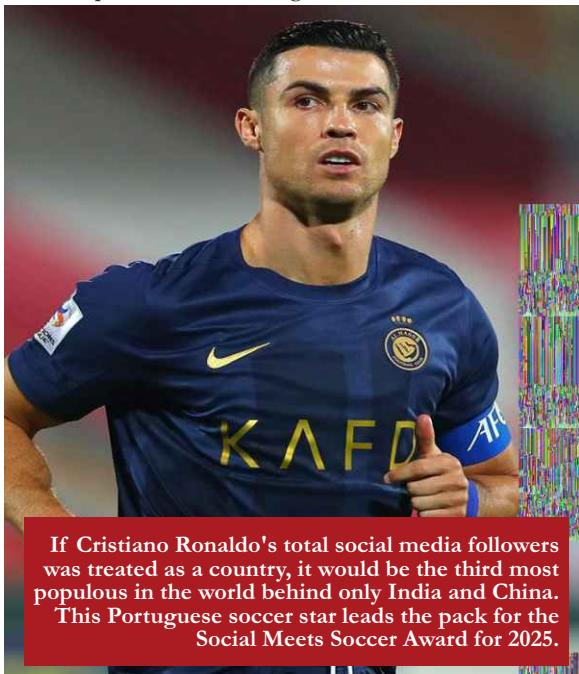 KAFD
AFC
If Cristiano Ronaldo's total social media followers
was treated as a country, it would be the third most
populous in the world behind only India and China.
This Portuguese soccer star leads the pack for the
Social Meets Soccer Award for 2025.